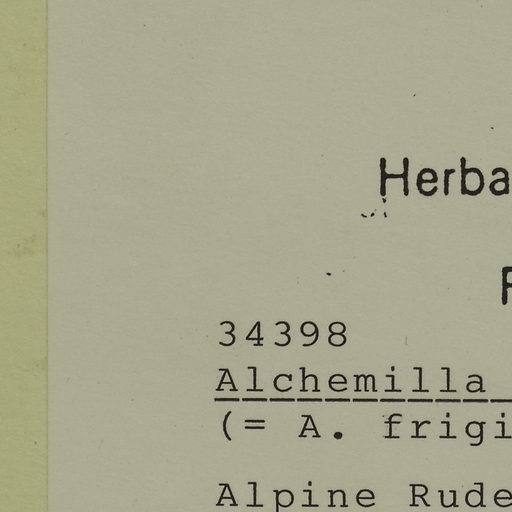 Herba
F
34398
Alchemilla
(= A. frigi
Alpine Rude